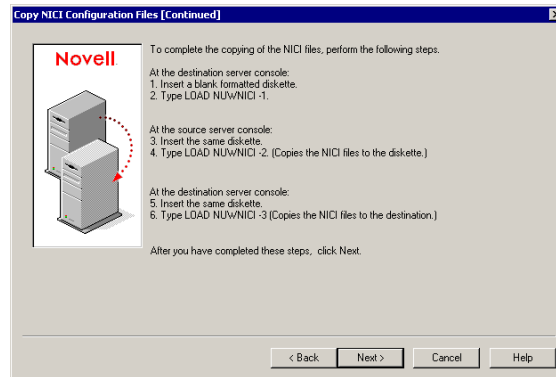 Copy NICI Configuration Files [Continued]
Novell
To complete the copying of the NICI files, perform the following steps.
At the destination server console:
1. Insert a blank formatted diskette.
2. Type LOAD NUWNICI -1.
At the source server console:
3. Insert the same diskette.
4. Type LOAD NUWNICI -2. (Copies the NICI files to the diskette.)
At the destination server console:
5. Insert the same diskette.
6. Type LOAD NUWNICI -3 (Copies the NICI files to the destination.)
After you have completed these steps, click Next.
< Back
Next >
Cancel
Help